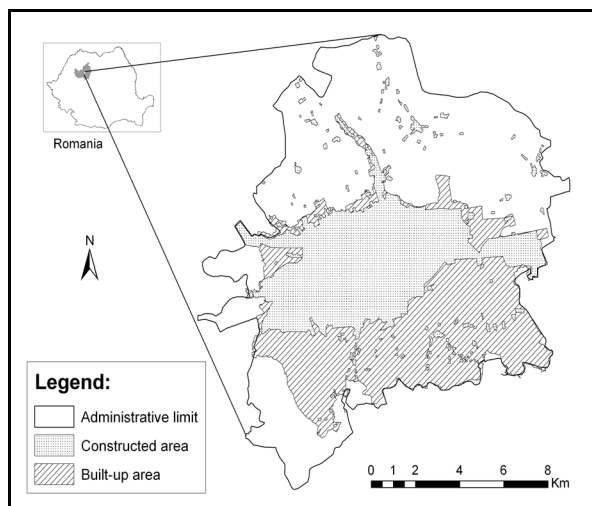 Romania
N
Legend:
Administrative limit
Constructed area
Built-up area
0 1 2 4 6 8
Km